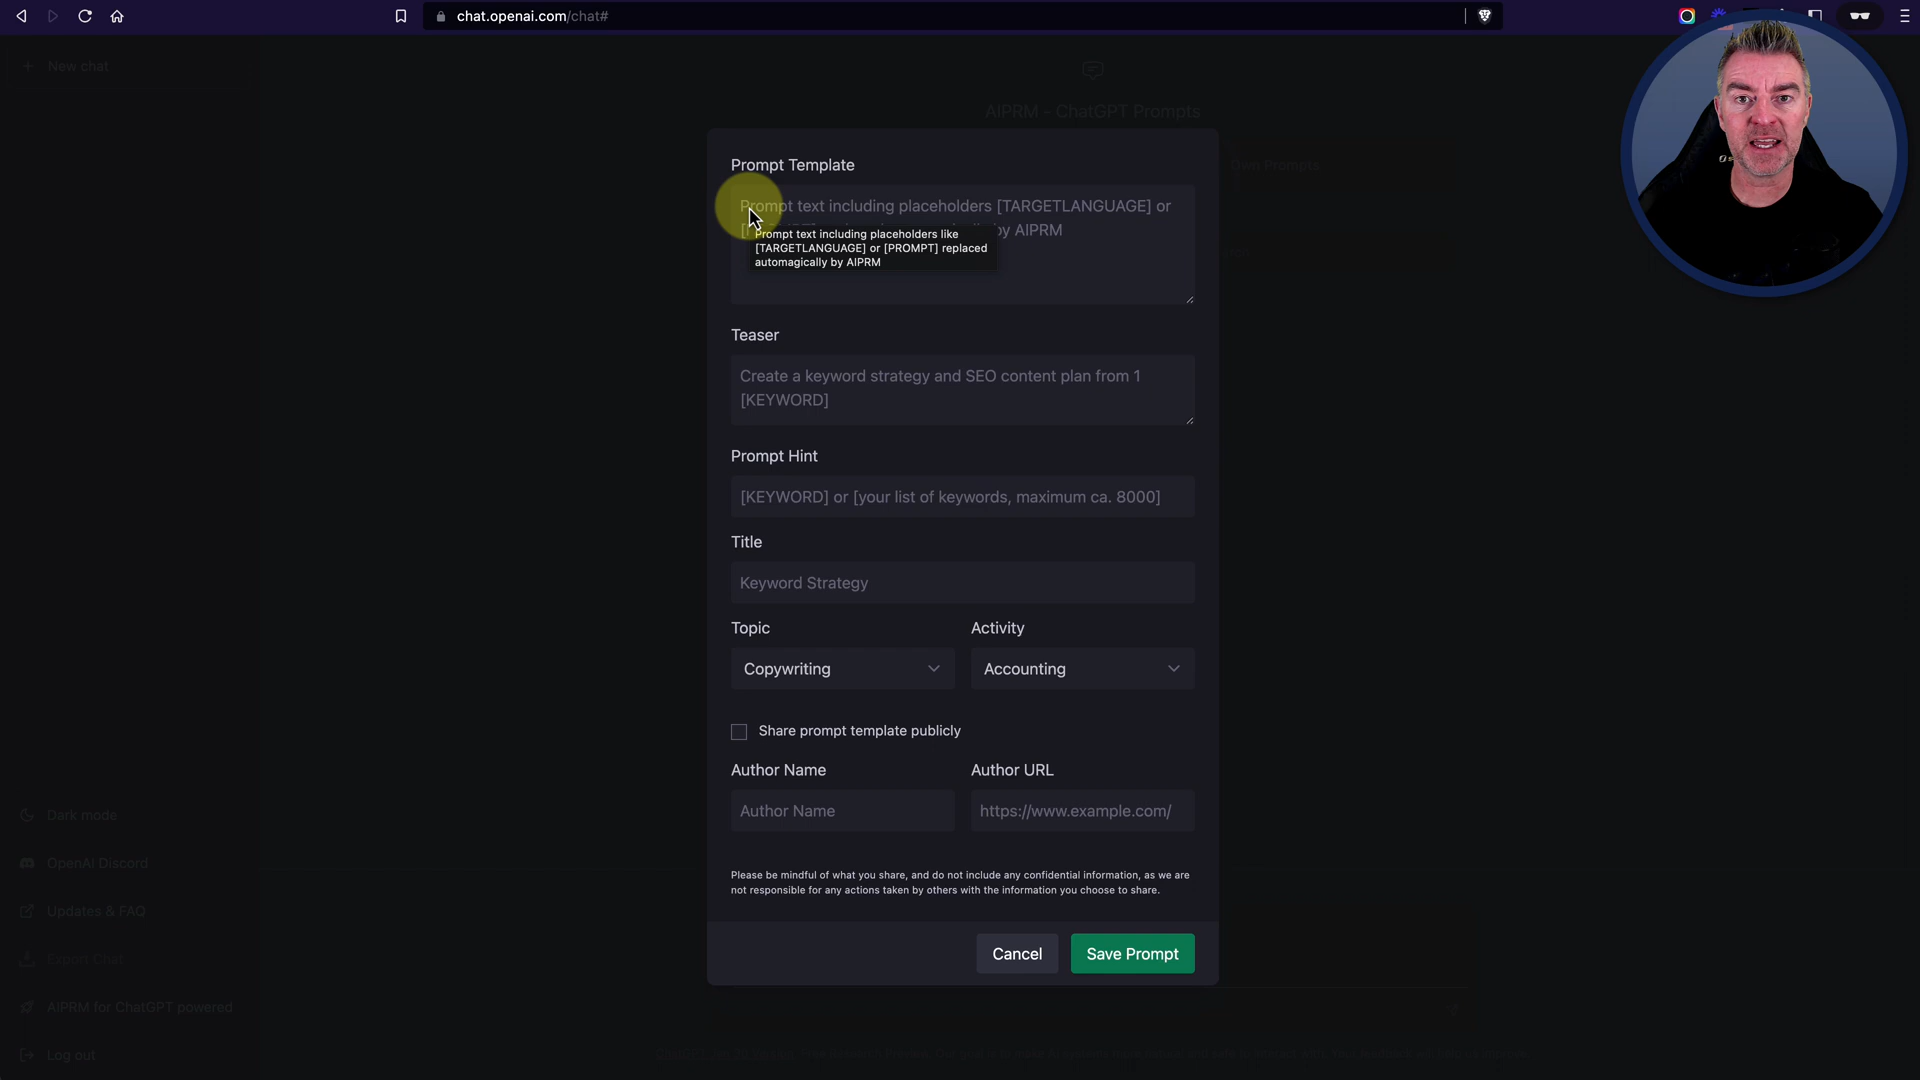 chat.openai.com/chat#
New chat
AIPRM - ChatGPT Prompts
Own Prompts
Prompt Template
Prompt text including placeholders [TARGETLANGUAGE] or
by AIPRM
Prompt text including placeholders like
[TARGETLANGUAGE] or [PROMPT] replaced
automagically by AIPRM
Teaser
Create a keyword strategy and SEO content plan from 1
[KEYWORD]
Prompt Hint
[KEYWORD] or [your list of keywords, maximum ca. 8000]
Title
Keyword Strategy
Topic
Activity
Copywriting
Accounting
Share prompt template publicly
Author Name
Author URL
Author Name
https://www.example.com/
Please be mindful of what you share, and do not include any confidential information, as we are
not responsible for any actions taken by others with the information you choose to share.
Cancel
Save Prompt
Dark mode
OpenAI Discord
Updates & FAQ
Export Chat
AIPRM for ChatGPT powered
Log out